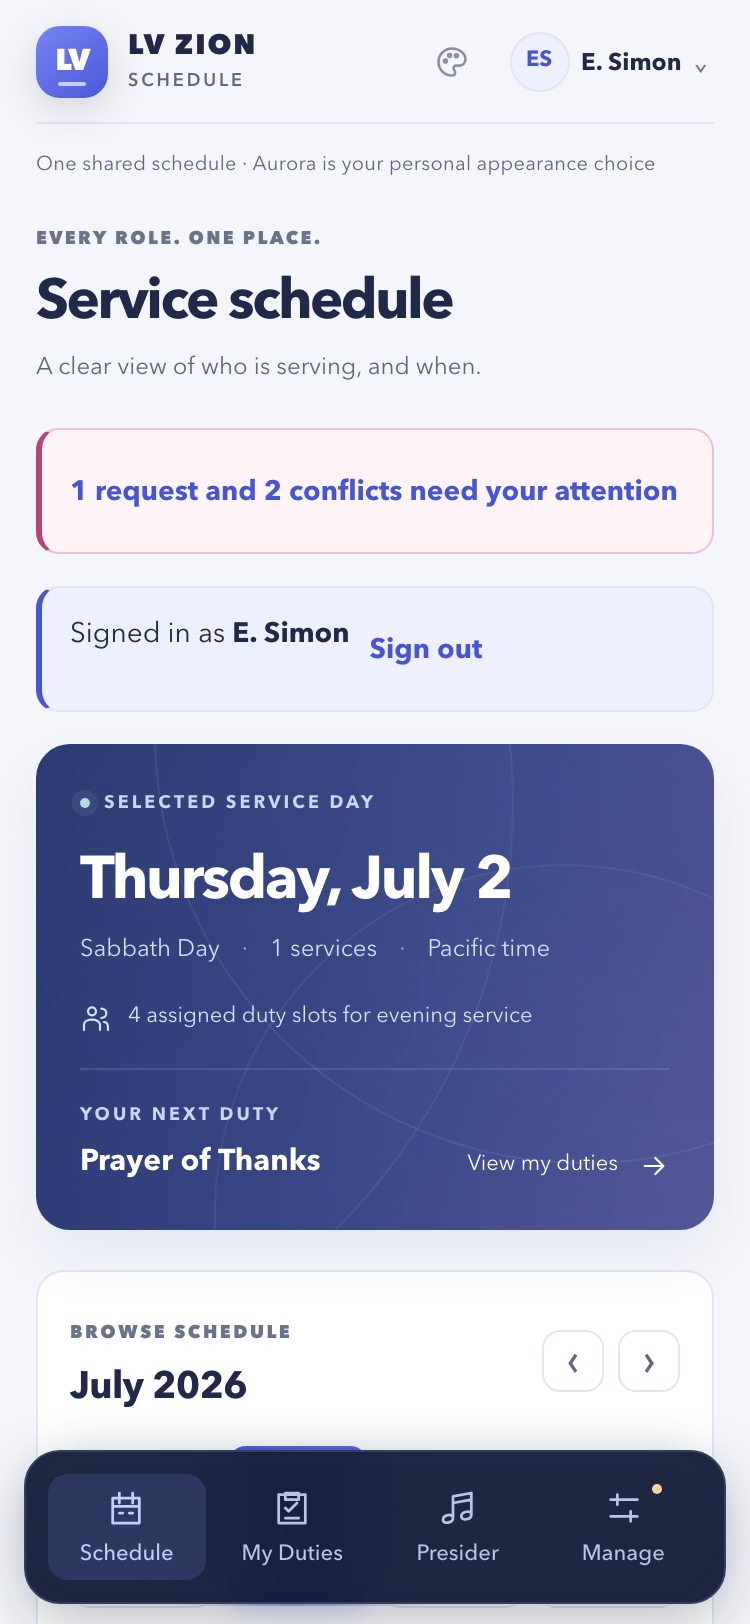 LV
LV ZION
SCHEDULE
ES
E. Simon
One shared schedule · Aurora is your personal appearance choice
EVERY ROLE. ONE PLACE.
Service schedule
A clear view of who is serving, and when.
1 request and 2 conflicts need your attention
Signed in as E. Simon
Sign out
SELECTED SERVICE DAY
Thursday, July 2
Sabbath Day · 1 services · Pacific time
4 assigned duty slots for evening service
YOUR NEXT DUTY
Prayer of Thanks
View my duties →
BROWSE SCHEDULE
July 2026
‹ ›
Schedule
My Duties
Presider
Manage